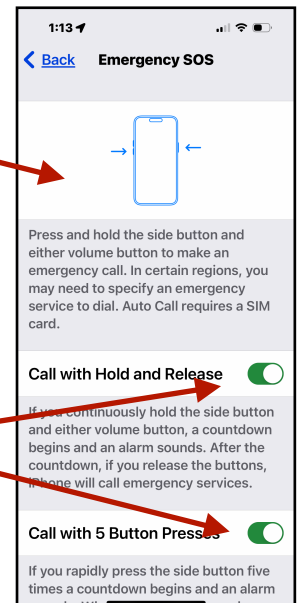 1:13
Back Emergency SOS
Press and hold the side button and
either volume button to make an
emergency call. In certain regions, you
may need to specify an emergency
service to dial. Auto Call requires a SIM
card.
Call with Hold and Release
If you continuously hold the side button
and either volume button, a countdown
begins and an alarm sounds. After the
countdown, if you release the buttons,
iPhone will call emergency services.
Call with 5 Button Presses
If you rapidly press the side button five
times a countdown begins and an alarm